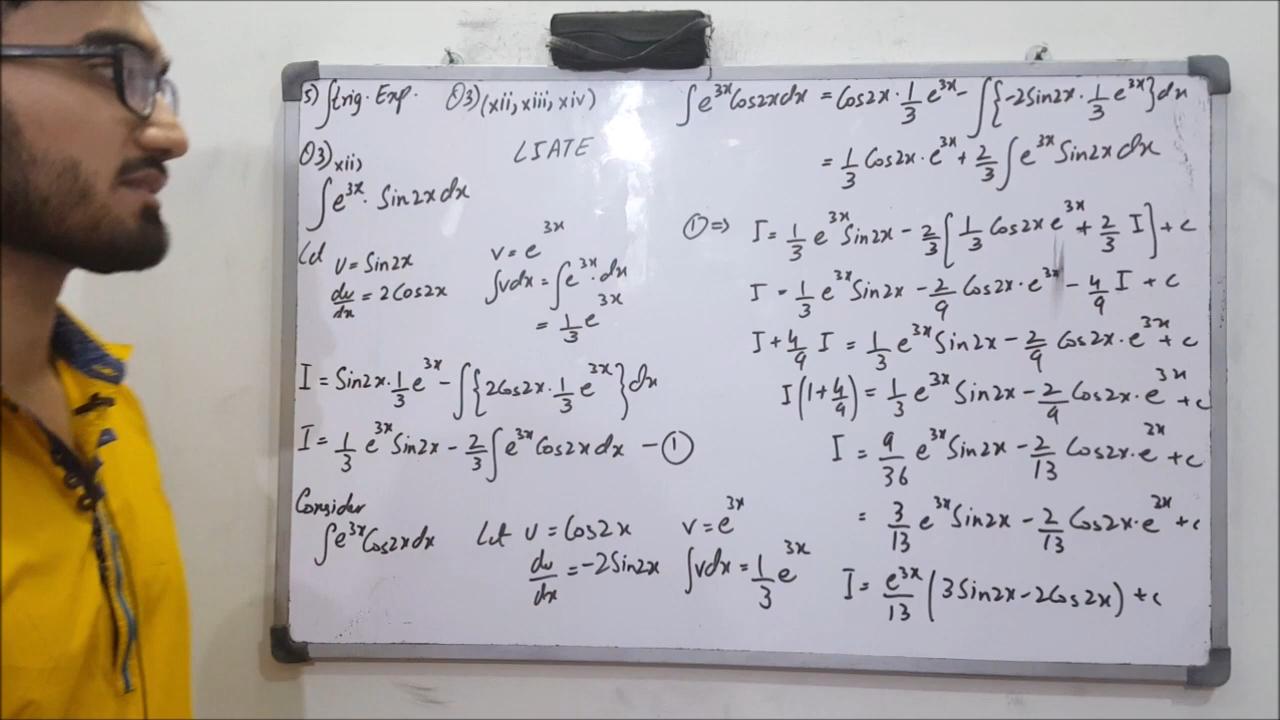 5) ∫trig. Exp. Q3)(xii, xiii, xiv)
Q3)xii,
LIATE
∫e^{3x}. Sin2x dx
Let U = Sin2x V = e^{3x}
du/dx = 2Cos2x ∫vdx = ∫e^{3x}.dx
= 1/3 e^{3x}
I = Sin2x.1/3 e^{3x} - ∫{2Cos2x.1/3 e^{3x}}dx
I = 1/3 e^{3x} Sin2x - 2/3 ∫e^{3x} Cos2x dx - ①
Consider
∫e^{3x}Cos2x dx Let U = Cos2x V = e^{3x}
du/dx = -2Sin2x ∫vdx = 1/3 e^{3x}
∫e^{3x}Cos2x dx = Cos2x.1/3 e^{3x} - ∫{-2Sin2x.1/3 e^{3x}}dx
= 1/3 Cos2x.e^{3x} + 2/3 ∫e^{3x} Sin2x dx
①⇒ I = 1/3 e^{3x} Sin2x - 2/3 [1/3 Cos2x e^{3x} + 2/3 I] + c
I = 1/3 e^{3x} Sin2x - 2/9 Cos2x.e^{3x} - 4/9 I + c
I + 4/9 I = 1/3 e^{3x} Sin2x - 2/9 Cos2x.e^{3x} + c
I(1+4/9) = 1/3 e^{3x} Sin2x - 2/9 Cos2x.e^{3x} + c
I = 9/36 e^{3x} Sin2x - 2/13 Cos2x.e^{2x} + c
= 3/13 e^{3x} Sin2x - 2/13 Cos2x.e^{2x} + c
I = e^{3x}/13 (3Sin2x - 2Cos2x) + c